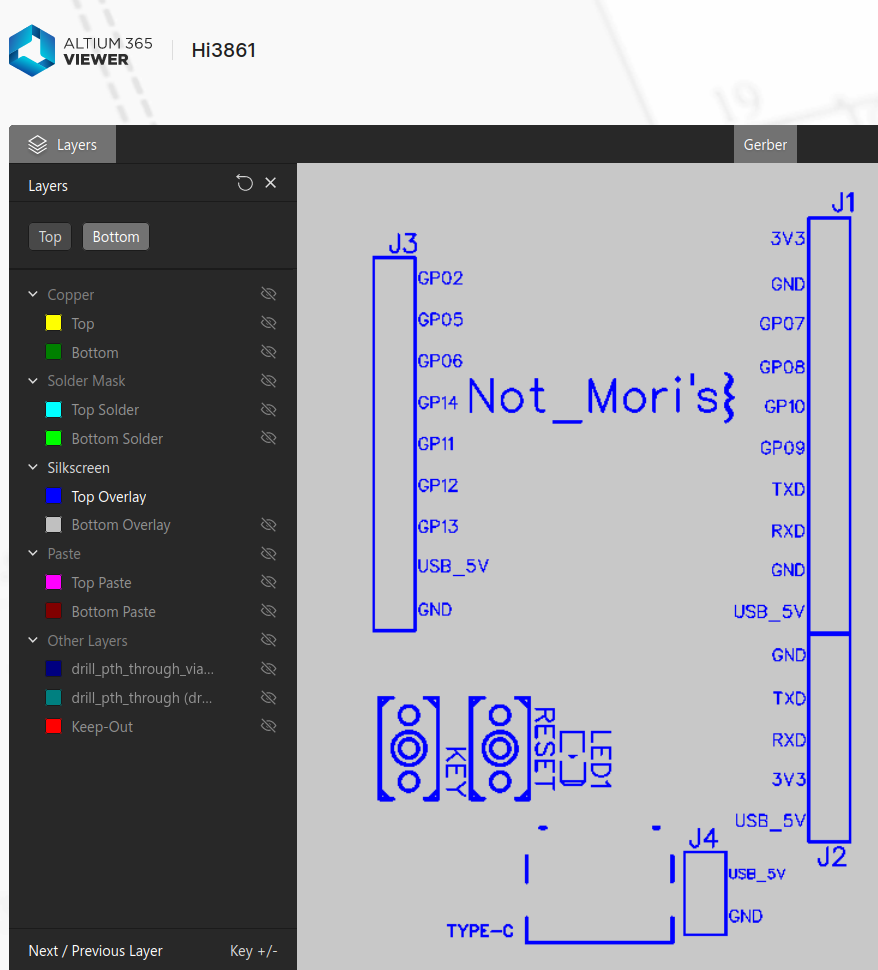 ALTIUM 365
VIEWER
Hi3861
19
Layers
Gerber
Layers
Top
Bottom
Copper
Top
Bottom
Solder Mask
Top Solder
Bottom Solder
Silkscreen
Top Overlay
Bottom Overlay
Paste
Top Paste
Bottom Paste
Other Layers
drill_pth_through_via...
drill_pth_through (dr...
Keep-Out
Next / Previous Layer
Key +/-
J3
GP02
GP05
GP06
GP14
GP11
GP12
GP13
USB_5V
GND
Not_Mori's}
J1
3V3
GND
GP07
GP08
GP10
GP09
TXD
RXD
GND
USB_5V
GND
TXD
RXD
3V3
USB_5V
J2
KEY
RESET
LED1
J4
USB_5V
GND
TYPE-C